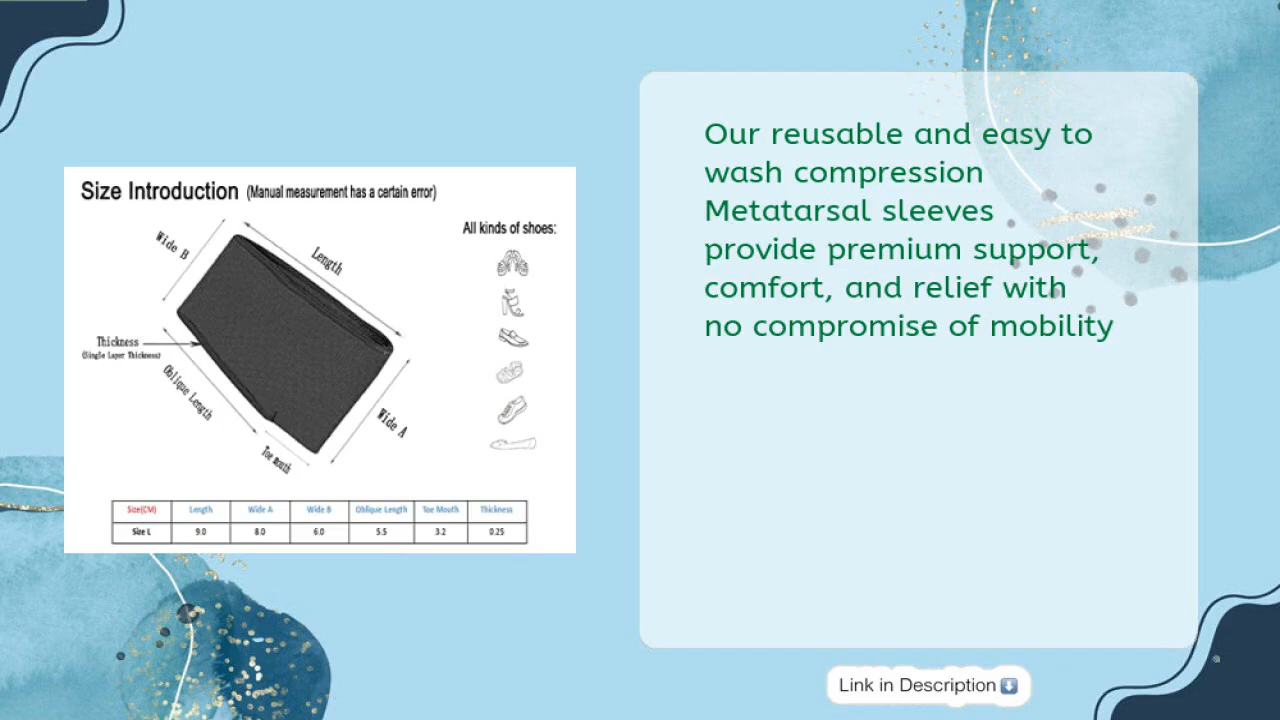 Size Introduction (Manual measurement has a certain error)
All kinds of shoes:
Wide B
Length
Thickness
(Single Layer Thickness)
Oblique Length
Wide A
Toe mouth
Size(CM) Length Wide A Wide B Oblique Length Toe Mouth Thickness
Size L 9.0 8.0 6.0 5.5 3.2 0.25
Our reusable and easy to
wash compression
Metatarsal sleeves
provide premium support,
comfort, and relief with
no compromise of mobility
Link in Description